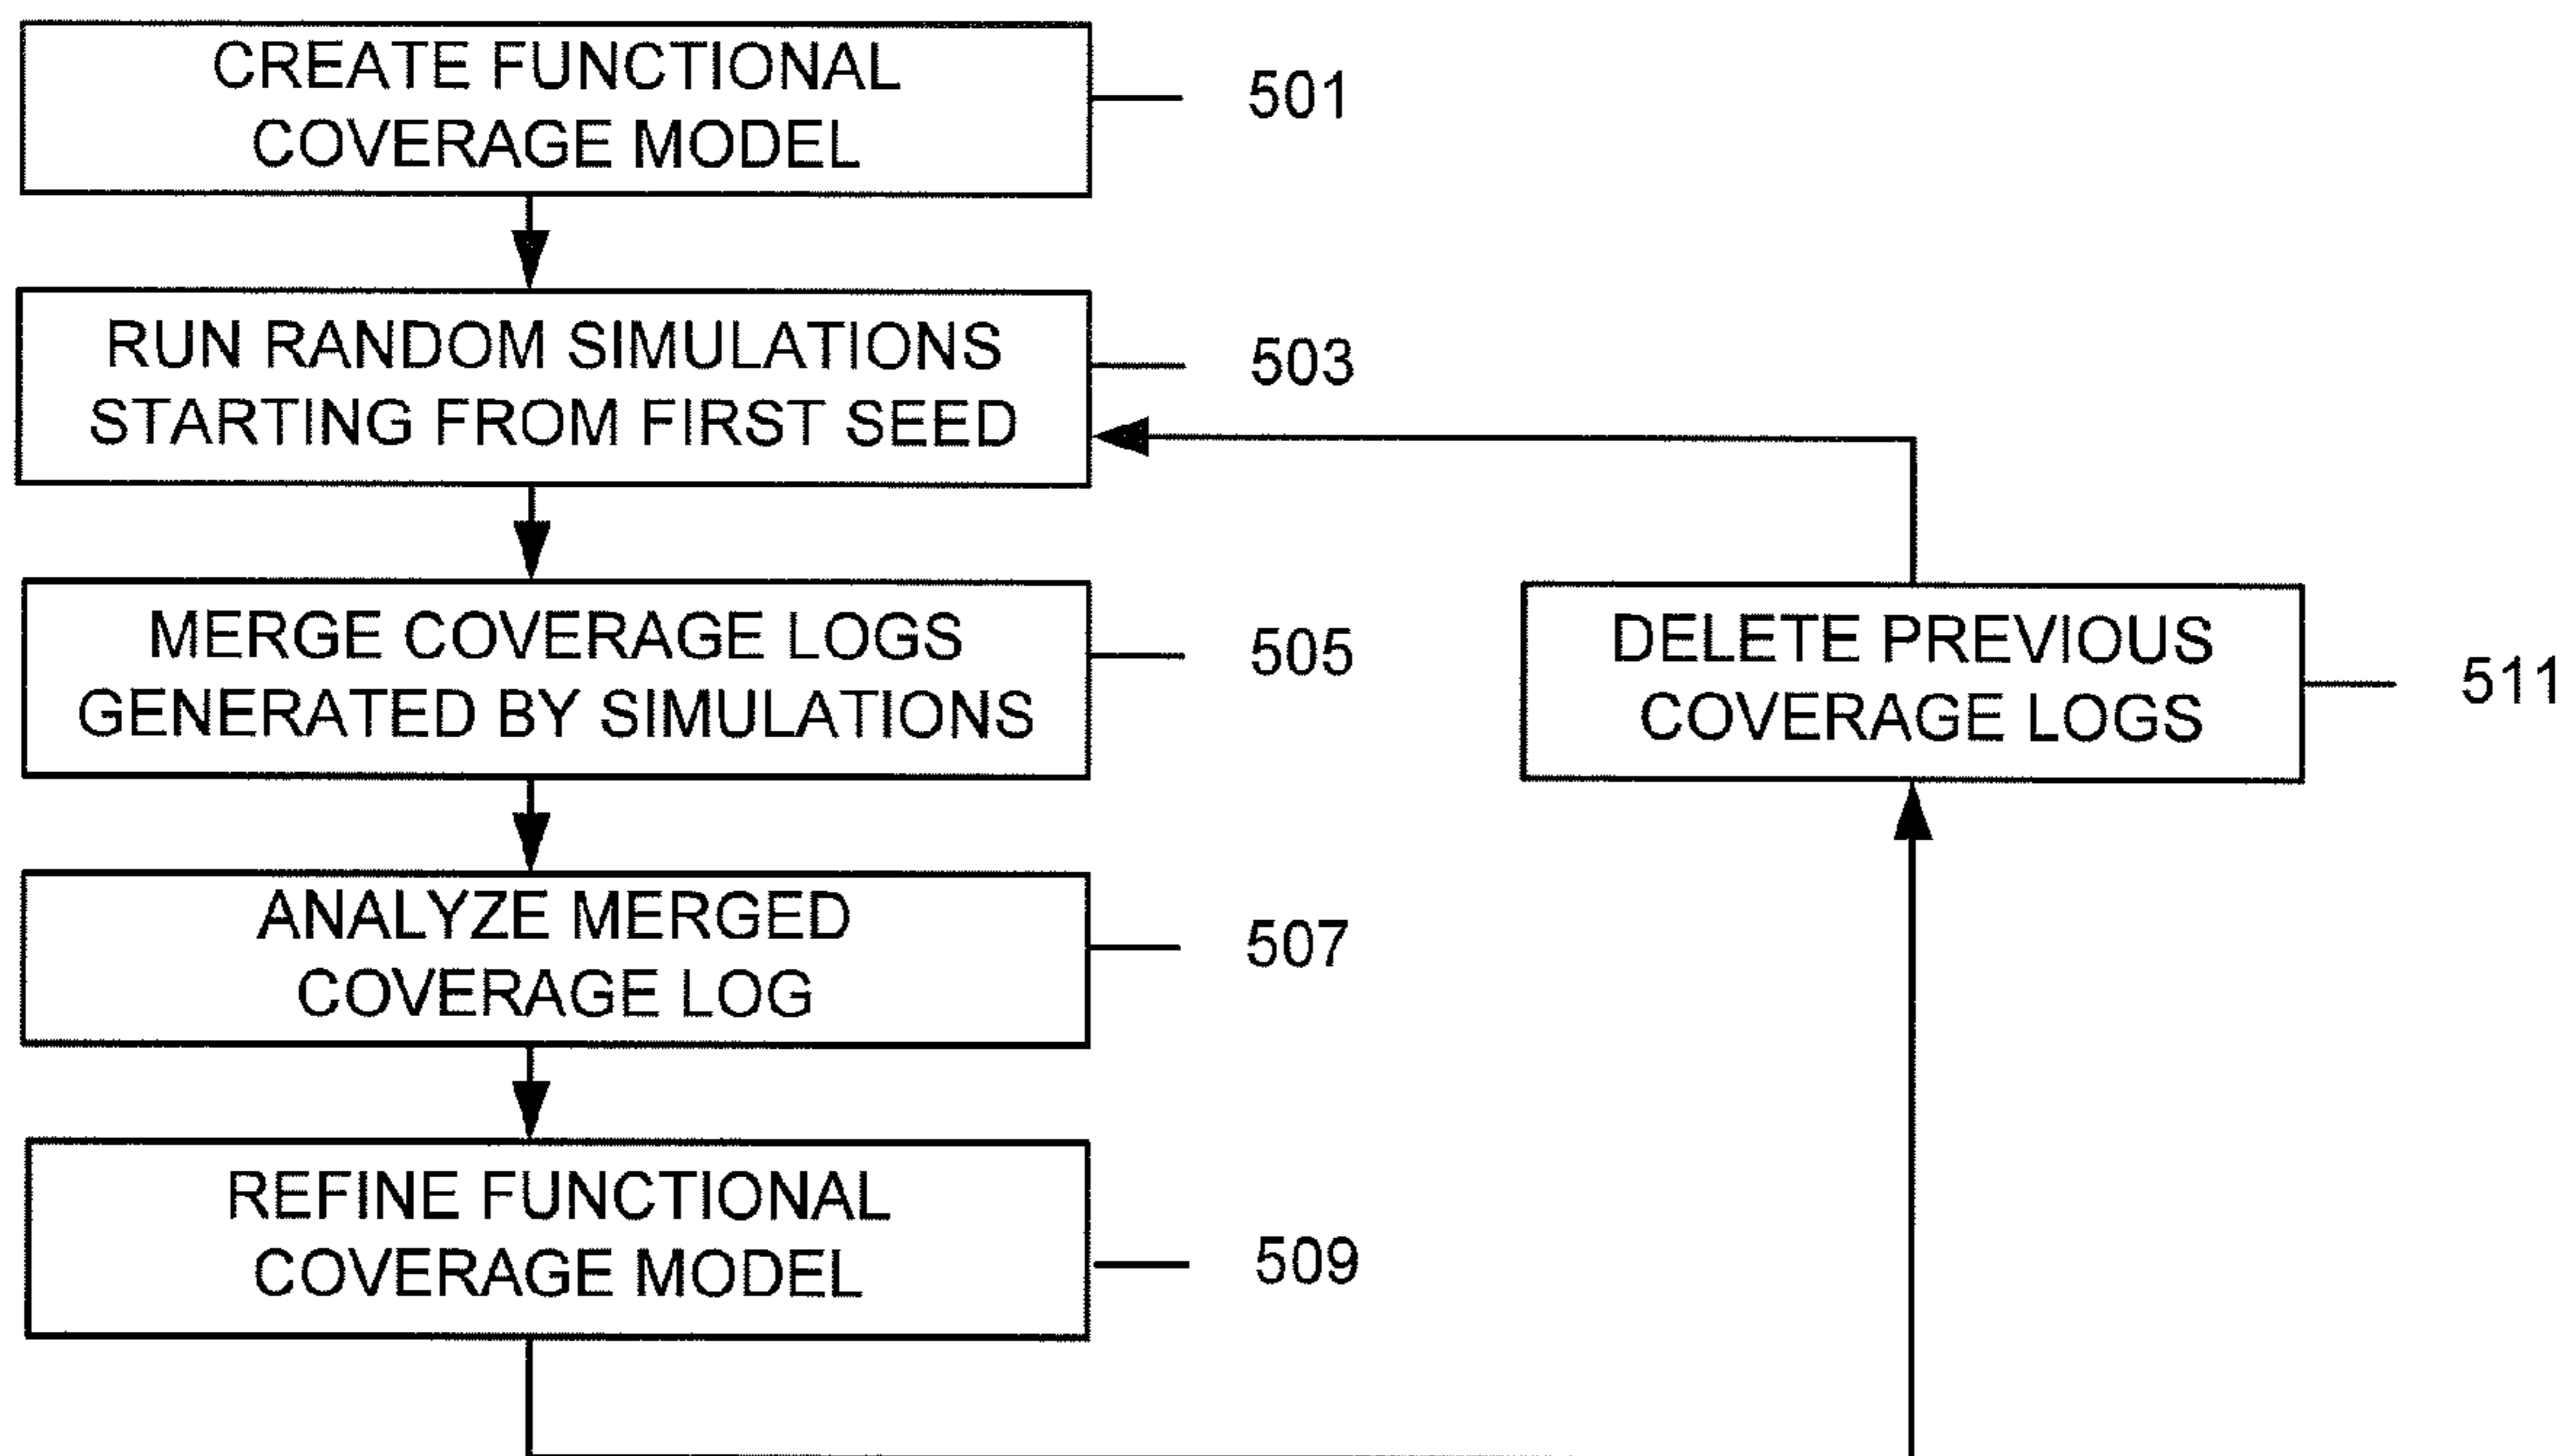 CREATE FUNCTIONAL
COVERAGE MODEL
501
RUN RANDOM SIMULATIONS
STARTING FROM FIRST SEED
503
MERGE COVERAGE LOGS
GENERATED BY SIMULATIONS
505
DELETE PREVIOUS
COVERAGE LOGS
511
ANALYZE MERGED
COVERAGE LOG
507
REFINE FUNCTIONAL
COVERAGE MODEL
509